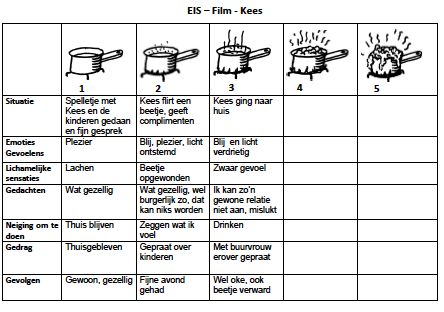 EIS – Film - Kees
1 2 3 4 5
Situatie
Spelletje met
Kees en de
kinderen gedaan
en fijn gesprek
Kees flirt een
beetje, geeft
complimenten
Kees ging naar
huis
Emoties
Gevoelens
Plezier
Blij, plezier, licht
ontstemd
Blij en licht
verdrietig
Lichamelijke
sensaties
Lachen
Beetje
opgewonden
Zwaar gevoel
Gedachten
Wat gezellig
Wat gezellig, wel
burgerlijk zo, dat
kan niks worden
Ik kan zo'n
gewone relatie
niet aan, mislukt
Neiging om te
doen
Thuis blijven
Zeggen wat ik
voel
Drinken
Gedrag
Thuisgebleven
Gepraat over
kinderen
Met buurvrouw
erover gepraat
Gevolgen
Gewoon, gezellig
Fijne avond
gehad
Wel oke, ook
beetje verward